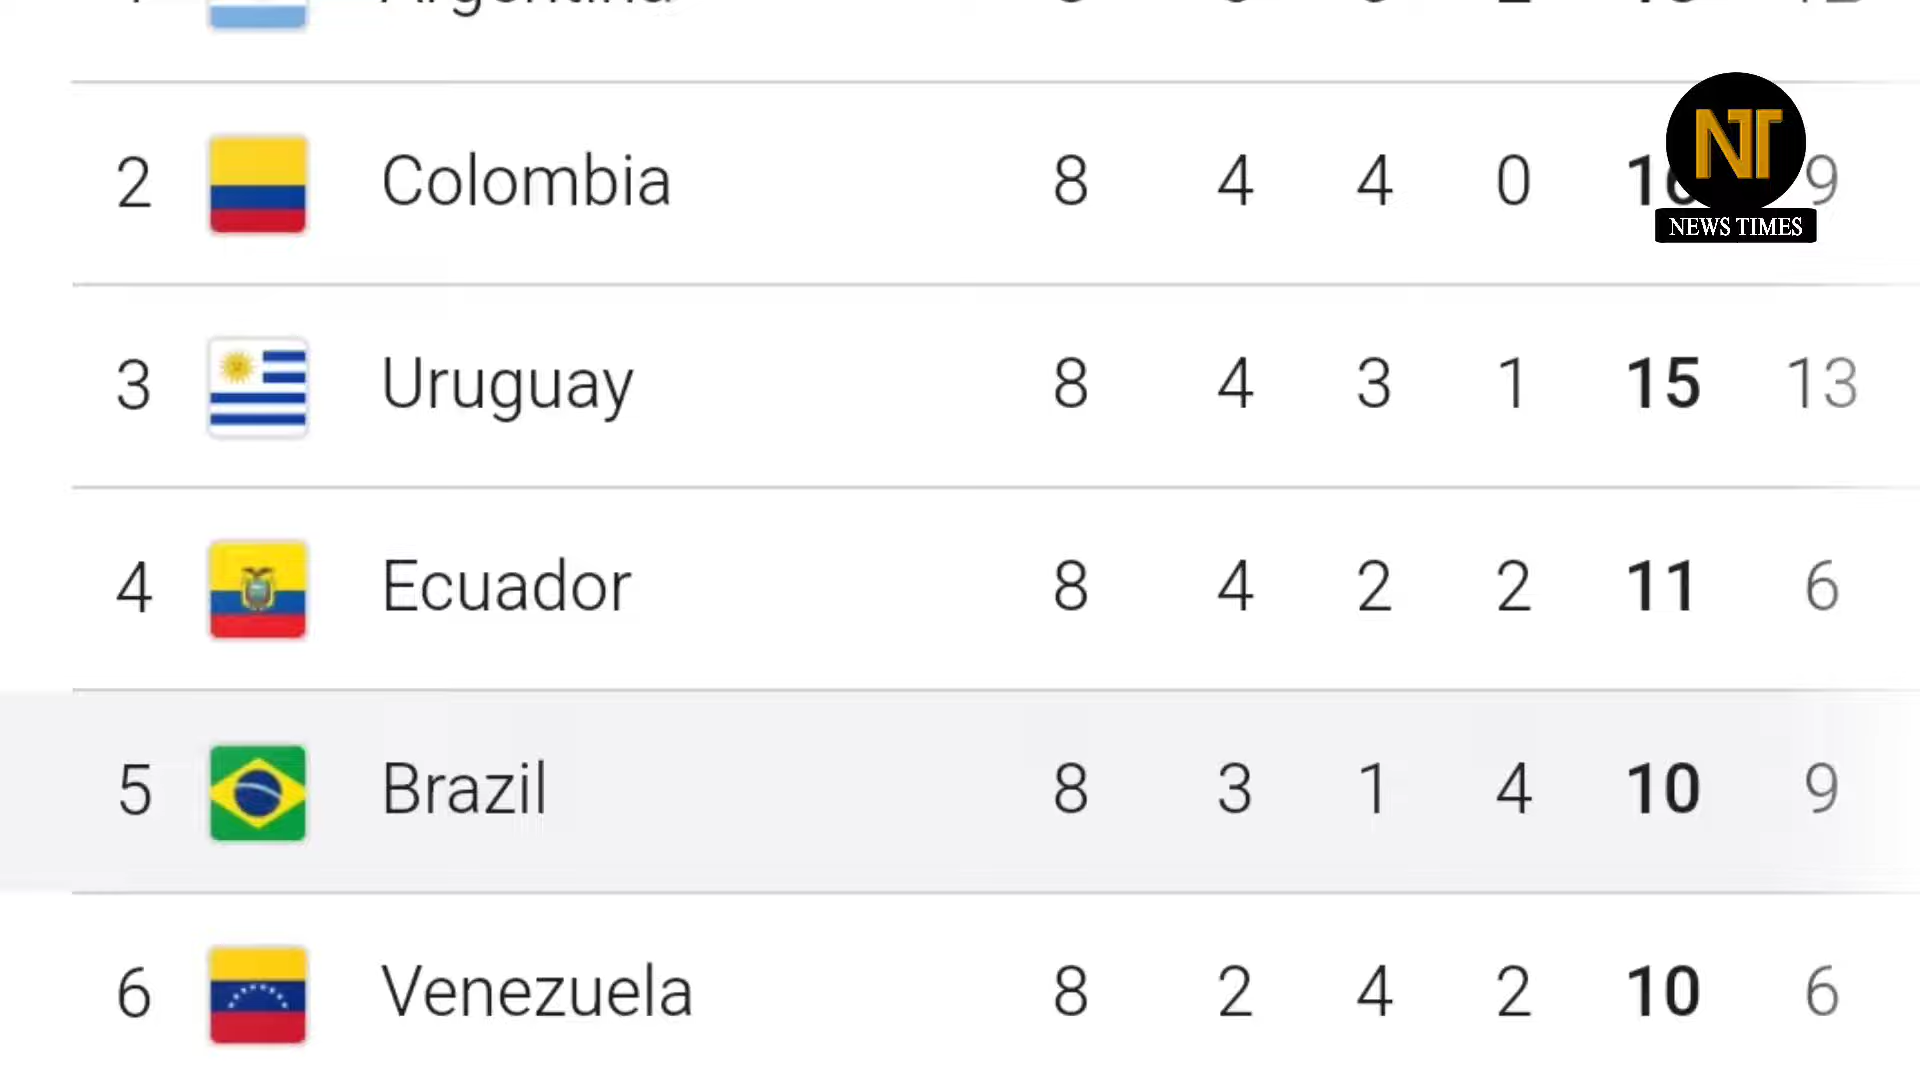 Argentina
2 Colombia 8 4 4 0 16 9
NT
NEWS TIMES
3 Uruguay 8 4 3 1 15 13
4 Ecuador 8 4 2 2 11 6
5 Brazil 8 3 1 4 10 9
6 Venezuela 8 2 4 2 10 6